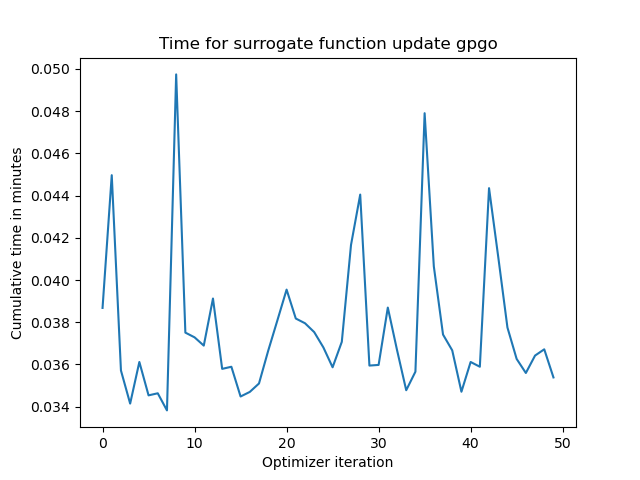 Time for surrogate function update gpgo
0.050
0.048
0.046
0.044
0.042
0.040
0.038
0.036
0.034
Cumulative time in minutes
0 10 20 30 40 50
Optimizer iteration